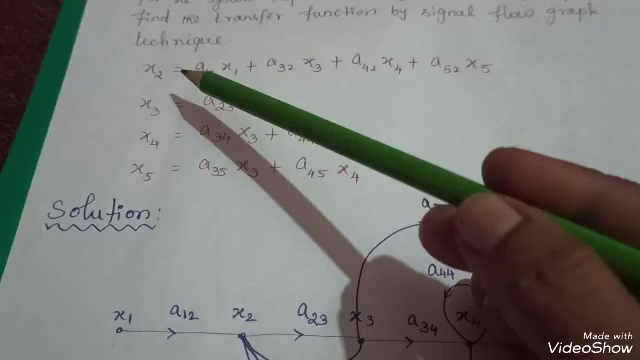 find the transfer function by signal flow graph
technique.
x₂ = a x₁ + a₃₂ x₃ + a₄₂ x₄ + a₅₂ x₅
x₃ = a₂₃
x₄ = a₃₄ x₃ + a₄₄
x₅ = a₃₅ x₃ + a₄₅ x₄
Solution:
a
a₄₄
x₁ a₁₂ x₂ a₂₃ x₃ a₃₄ x₄
Made with
VideoShow